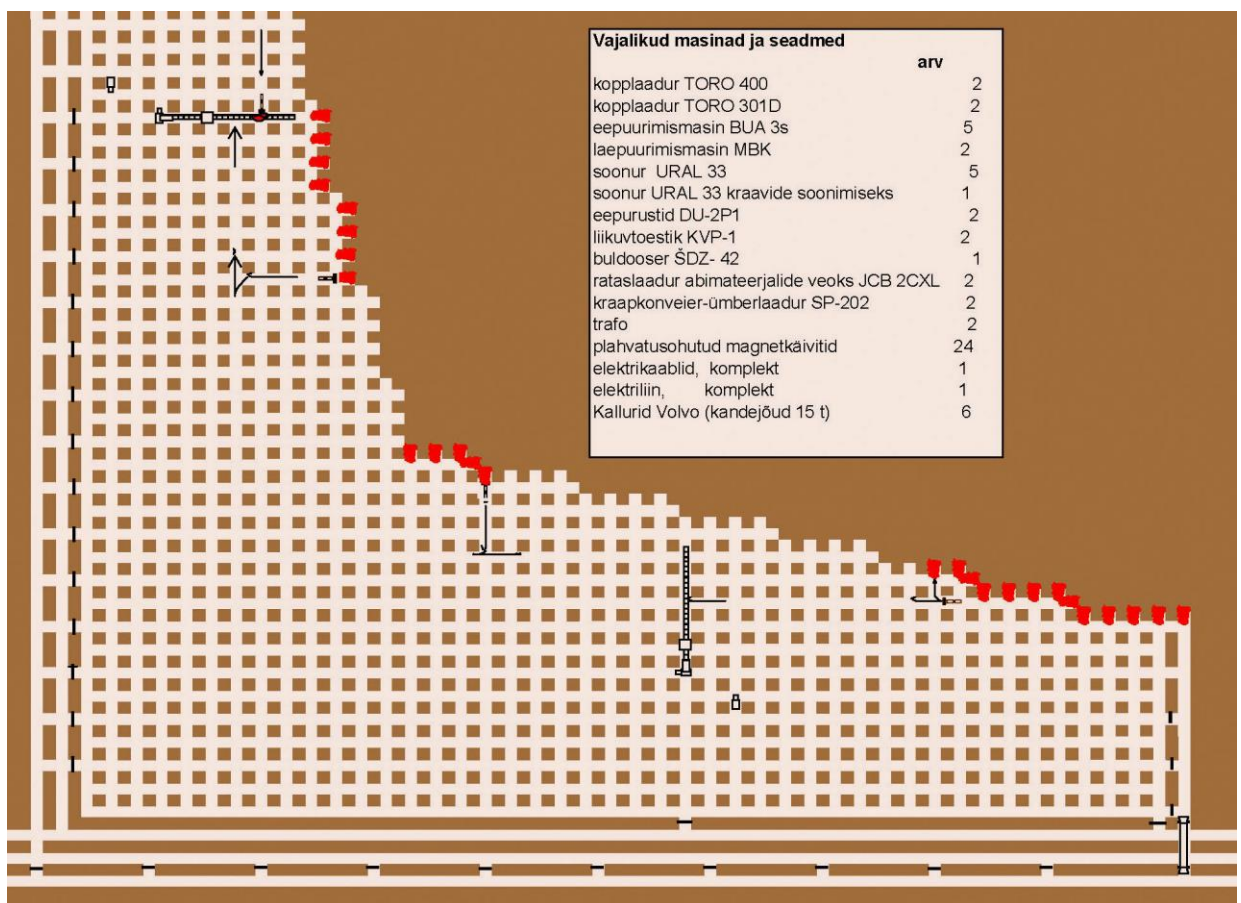 Vajalikud masinad ja seadmed
arv
kopplaadur TORO 400 2
kopplaadur TORO 301D 2
eepuurimismasin BUA 3s 5
laepuurimismasin MBK 2
soonur URAL 33 5
soonur URAL 33 kraavide soonimiseks 1
eepurustid DU-2P1 2
liikuvtoestik KVP-1 2
buldooser ŠDZ- 42 1
rataslaadur abimateerjalide veoks JCB 2CXL 2
kraapkonveier-ümberlaadur SP-202 2
trafo 2
plahvatusohutud magnetkäivitid 24
elektrikaablid, komplekt 1
elektriliin, komplekt 1
Kallurid Volvo (kandejõud 15 t) 6